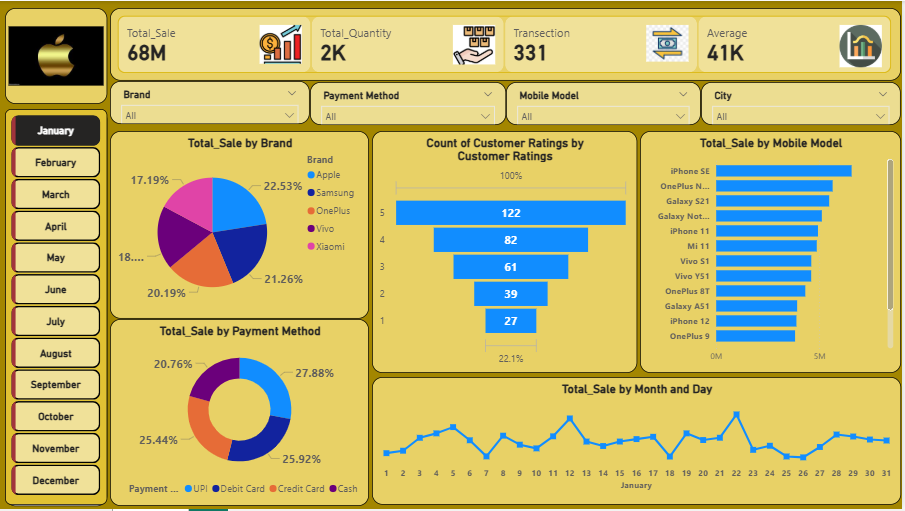 Total_Sale
68M
Total_Quantity
2K
Transection
331
Average
41K
Brand
All
Payment Method
All
Mobile Model
All
City
All
January
February
March
April
May
June
July
August
September
October
November
December
Total_Sale by Brand
17.19%
22.53%
18....
20.19%
21.26%
Brand
Apple
Samsung
OnePlus
Vivo
Xiaomi
Count of Customer Ratings by
Customer Ratings
100%
5 122
4 82
3 61
2 39
1 27
22.1%
Total_Sale by Mobile Model
iPhone SE
OnePlus N...
Galaxy S21
Galaxy Not...
iPhone 11
Mi 11
Vivo S1
Vivo Y51
OnePlus 8T
Galaxy A51
iPhone 12
OnePlus 9
0M 5M
Total_Sale by Payment Method
20.76%
27.88%
25.44%
25.92%
Payment ... UPI Debit Card Credit Card Cash
Total_Sale by Month and Day
1 2 3 4 5 6 7 8 9 10 11 12 13 14 15 16 17 18 19 20 21 22 23 24 25 26 27 28 29 30 31
January